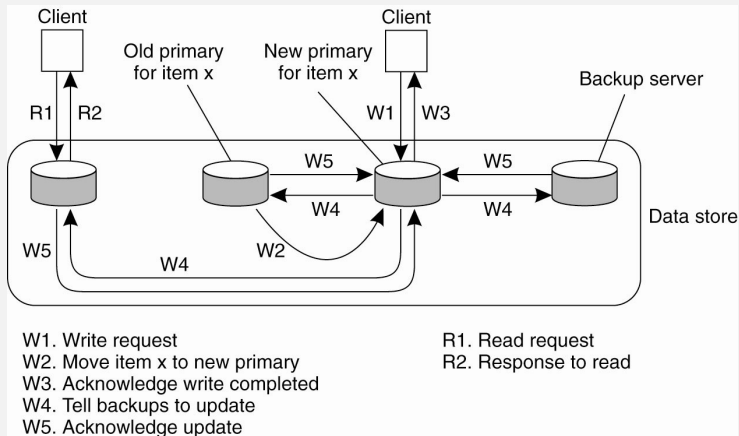 Client
Client
Old primary
for item x
New primary
for item x
Backup server
R1
R2
W1
W3
W5
W5
W4
W4
Data store
W5
W2
W4
W1. Write request
W2. Move item x to new primary
W3. Acknowledge write completed
W4. Tell backups to update
W5. Acknowledge update
R1. Read request
R2. Response to read